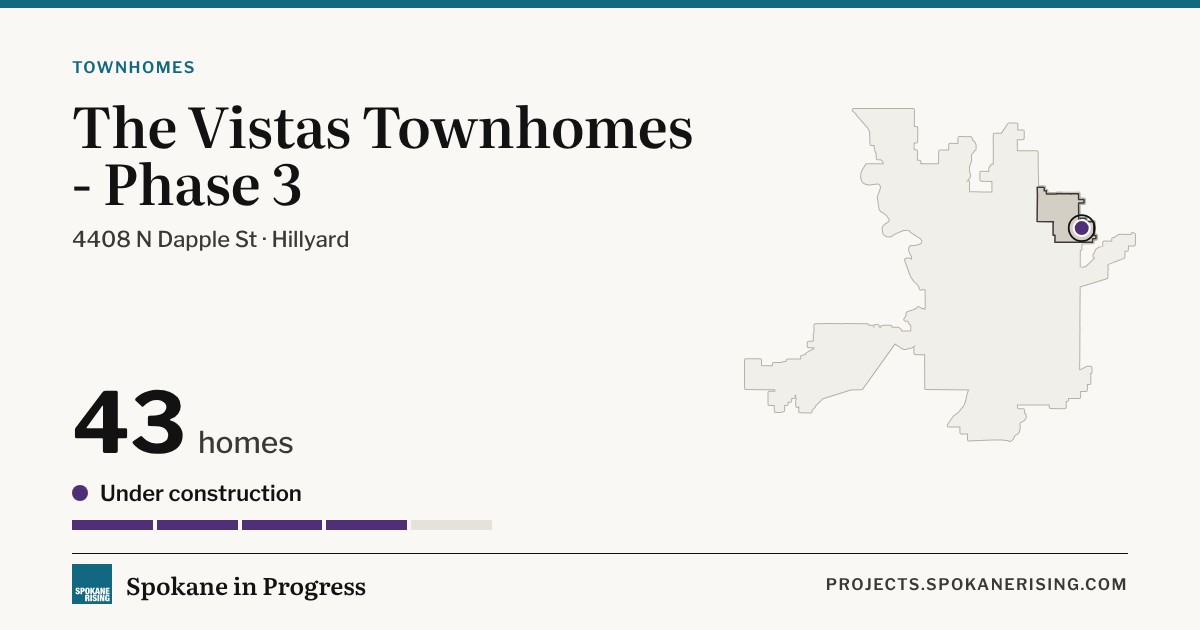 TOWNHOMES
The Vistas Townhomes
- Phase 3
4408 N Dapple St · Hillyard
43 homes
Under construction
SPOKANE
RISING
Spokane in Progress
PROJECTS.SPOKANERISING.COM